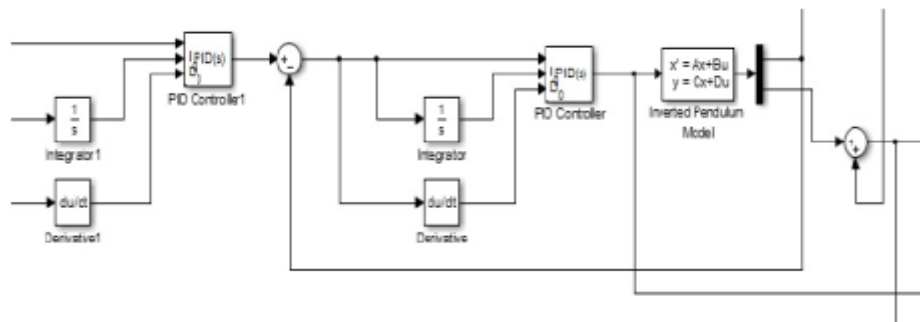 PID(s)
PID Controller1
1
s
Integrator1
du/dt
Derivative1
+
-
1
s
Integrator
du/dt
Derivative
PID(s)
PID Controller
x' = Ax+Bu
y = Cx+Du
Inverted Pendulum
Model
+